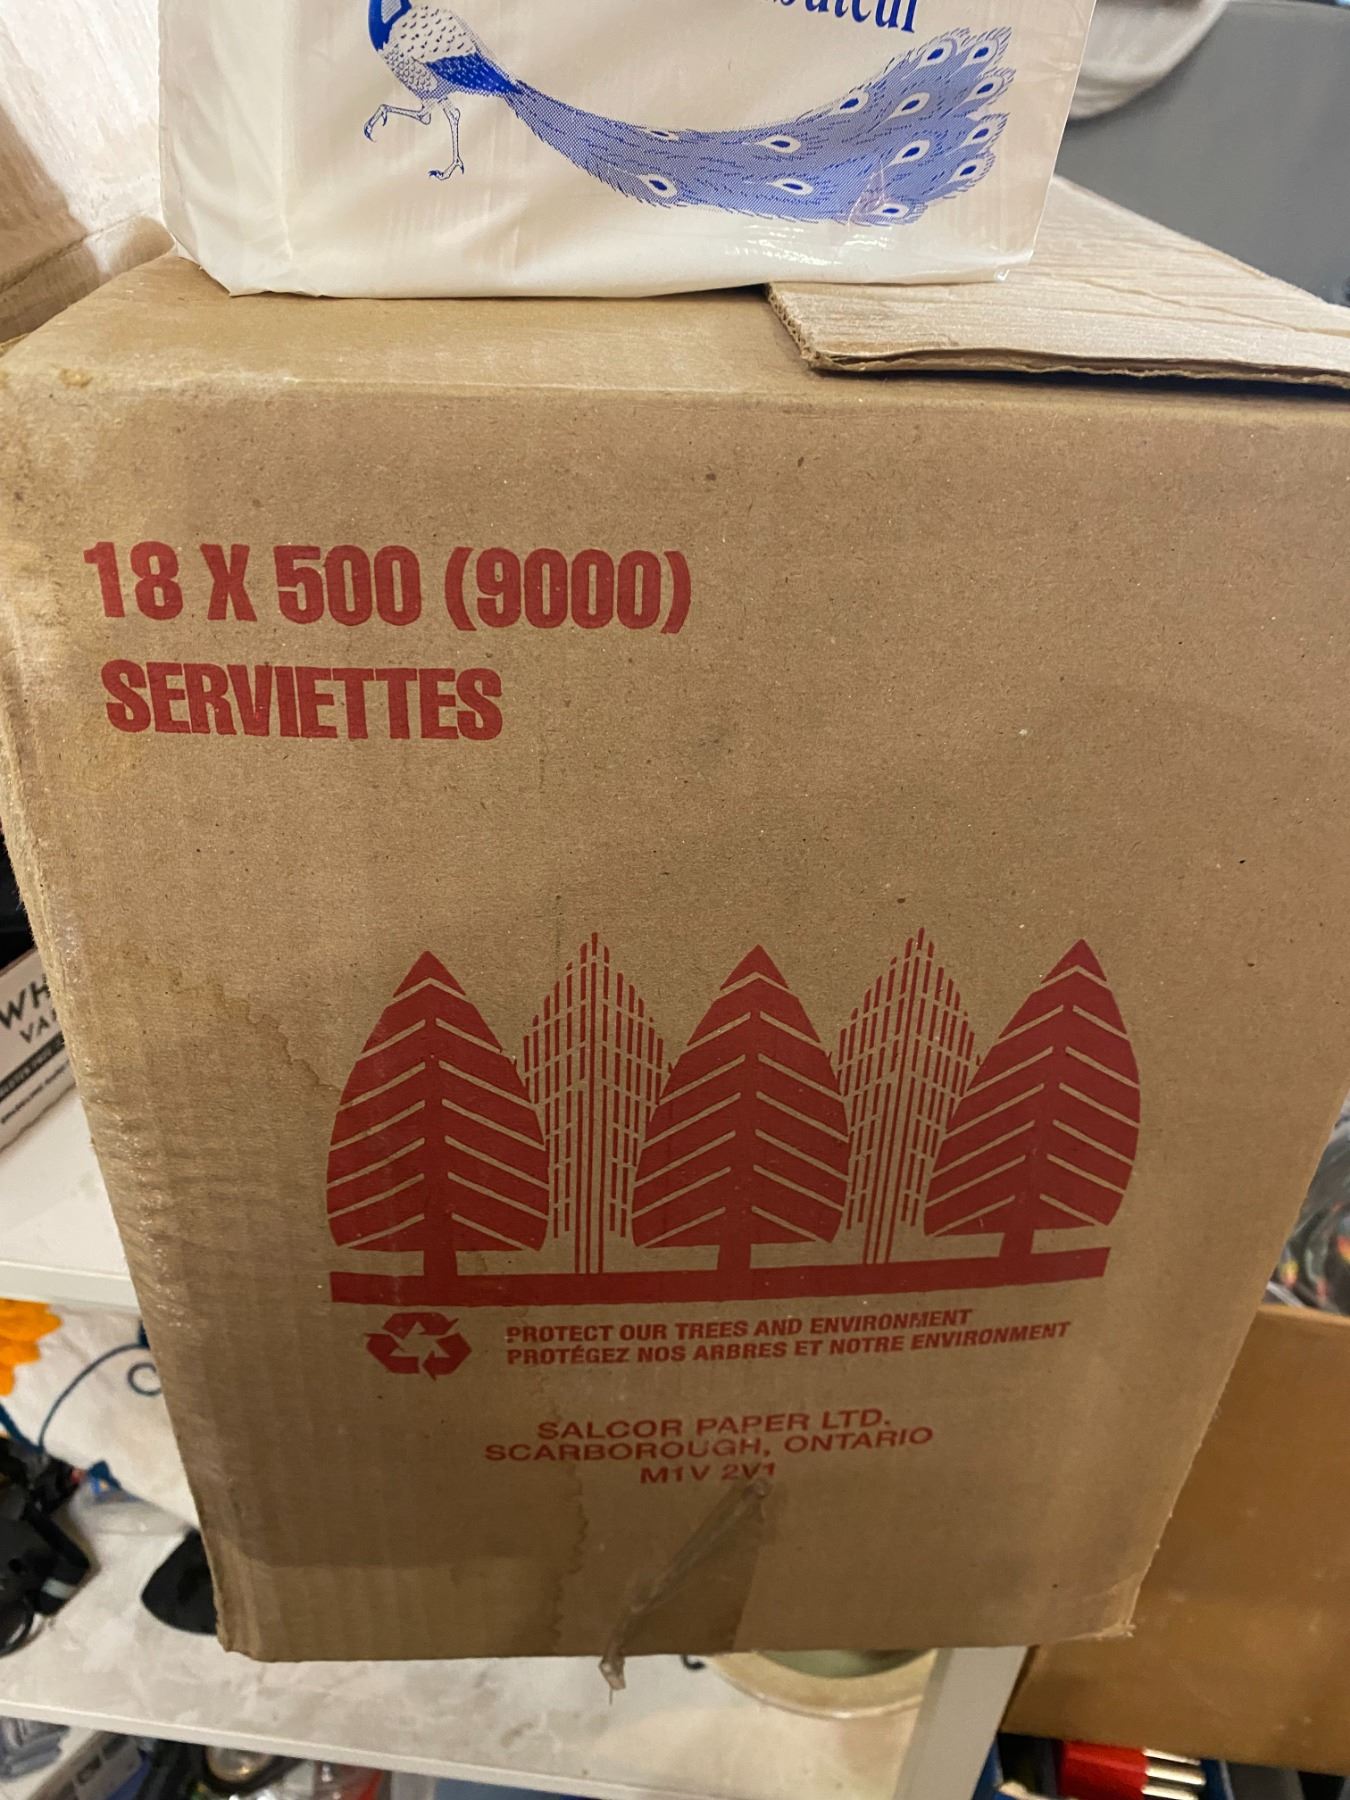 18 X 500 (9000)
SERVIETTES
WH
PROTECT OUR TREES AND ENVIRONMENT
PROTÉGEZ NOS ARBRES ET NOTRE ENVIRONMENT
SALCOR PAPER LTD.
SCARBOROUGH, ONTARIO
M1V 2V1